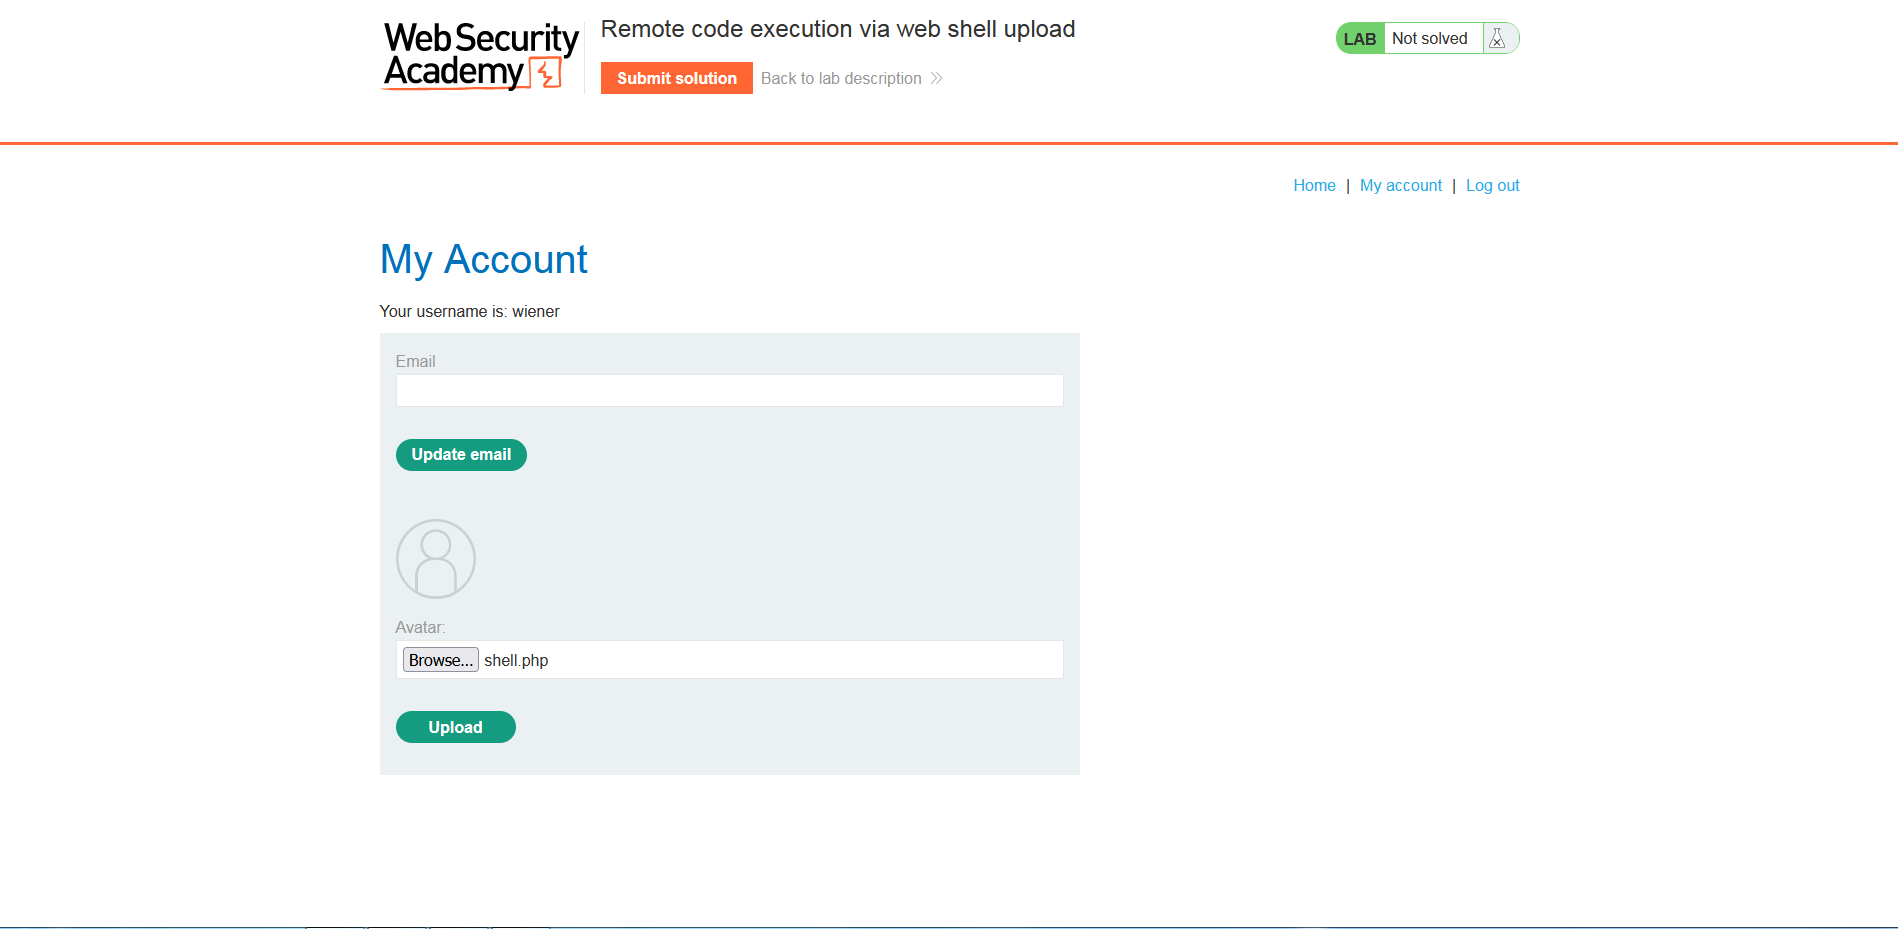 Web Security
Academy
Remote code execution via web shell upload
Submit solution
Back to lab description
LAB
Not solved
Home | My account | Log out
My Account
Your username is: wiener
Email
Update email
Avatar:
Browse... shell.php
Upload